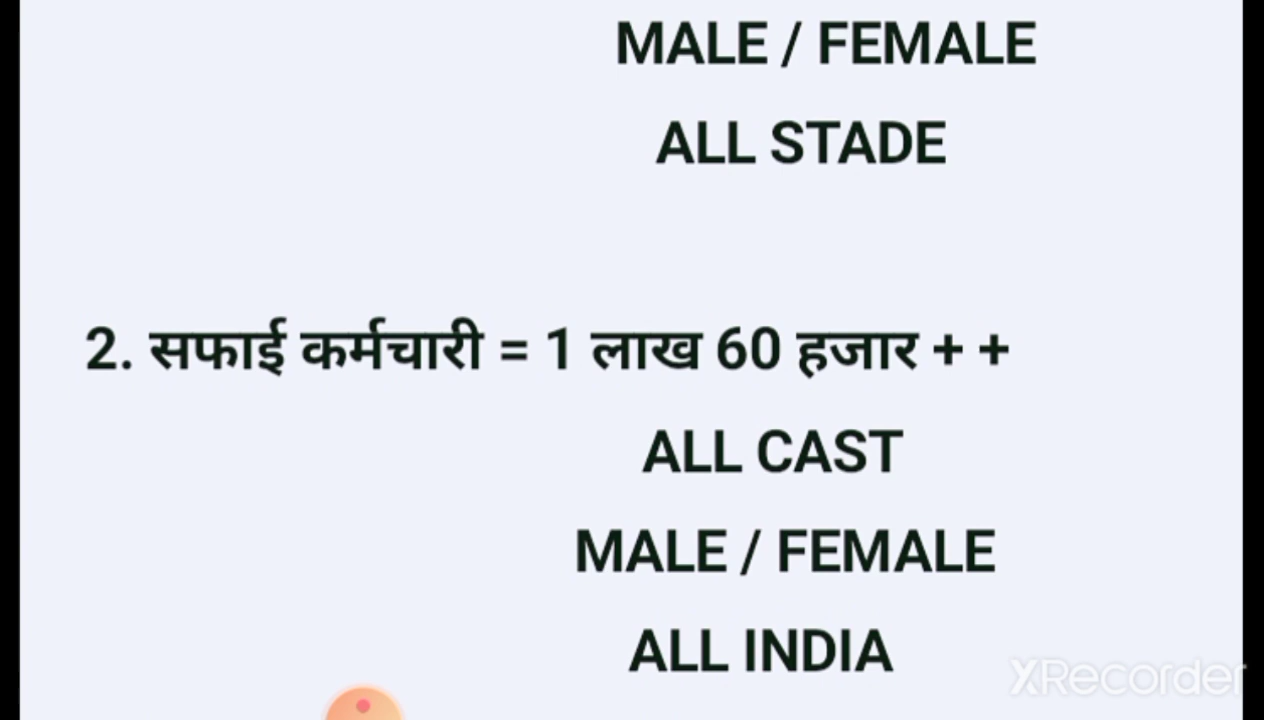 MALE / FEMALE
ALL STADE
2. सफाई कर्मचारी = 1 लाख 60 हजार + +
ALL CAST
MALE / FEMALE
ALL INDIA
XRecorder